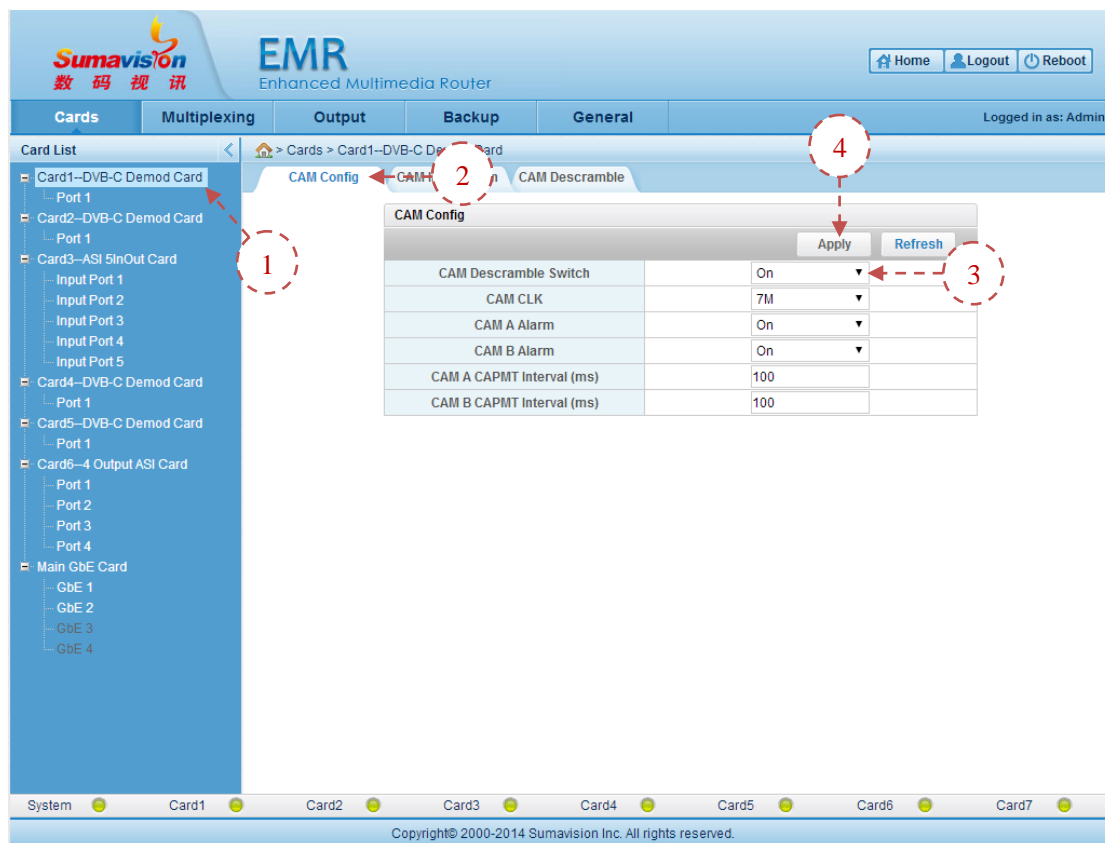 Sumavision
数码视讯
EMR
Enhanced Multimedia Router
Home
Logout
Reboot
Cards
Multiplexing
Output
Backup
General
Logged in as: Admin
Card List
> Cards > Card1--DVB-C De Card
CAM Config
CAM
CAM Descramble
Card1--DVB-C Demod Card
Port 1
Card2--DVB-C Demod Card
Port 1
Card3--ASI 5InOut Card
Input Port 1
Input Port 2
Input Port 3
Input Port 4
Input Port 5
Card4--DVB-C Demod Card
Port 1
Card5--DVB-C Demod Card
Port 1
Card6--4 Output ASI Card
Port 1
Port 2
Port 3
Port 4
Main GbE Card
GbE 1
GbE 2
GbE 3
GbE 4
1
2
3
4
CAM Config
Apply
Refresh
CAM Descramble Switch On
CAM CLK 7M
CAM A Alarm On
CAM B Alarm On
CAM A CAPMT Interval (ms) 100
CAM B CAPMT Interval (ms) 100
System Card1 Card2 Card3 Card4 Card5 Card6 Card7
Copyright© 2000-2014 Sumavision Inc. All rights reserved.